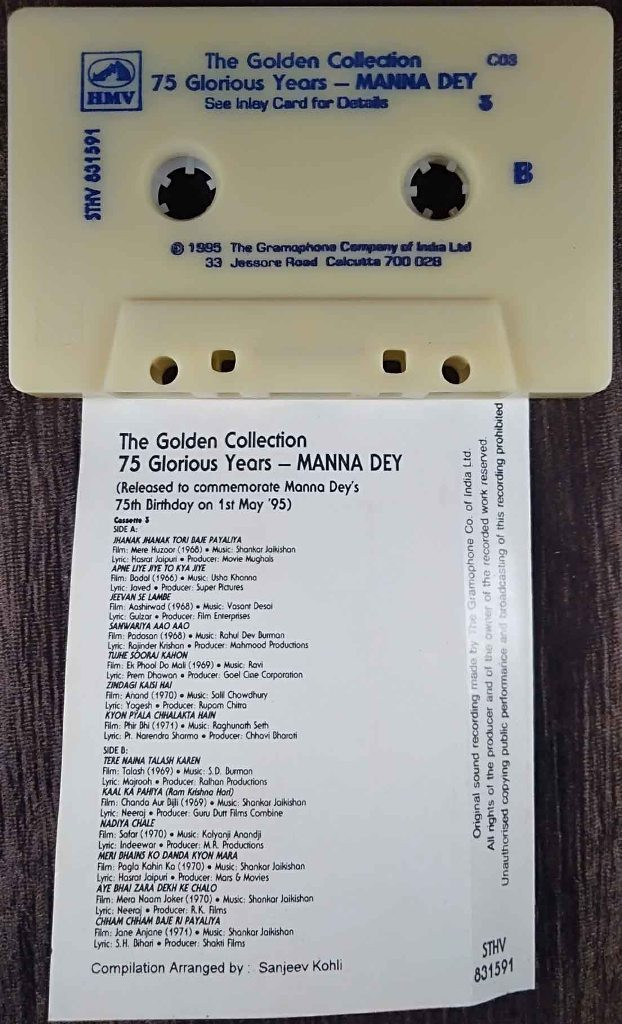 HMV
The Golden Collection
75 Glorious Years – MANNA DEY
See Inlay Card for Details
C03
3
STHV 831591
B
℗ 1995 The Gramophone Company of India Ltd
33 Jessore Road Calcutta 700 028
The Golden Collection
75 Glorious Years – MANNA DEY
(Released to commemorate Manna Dey's
75th Birthday on 1st May '95)
Cassette 3
SIDE A:
JHANAK JHANAK TORI BAJE PAYALIYA
Film: Mere Huzoor (1968) • Music: Shankar Jaikishan
Lyric: Hasrat Jaipuri • Producer: Movie Mughals
APNE LIYE JIYE TO KYA JIYE
Film: Badal (1966) • Music: Usha Khanna
Lyric: Javed • Producer: Super Pictures
JEEVAN SE LAMBE
Film: Aashirwad (1968) • Music: Vasant Desai
Lyric: Gulzar • Producer: Film Enterprises
SANWARIYA AAO AAO
Film: Padosan (1968) • Music: Rahul Dev Burman
Lyric: Rajinder Krishan • Producer: Mahmood Productions
TUJHE SOORAJ KAHON
Film: Ek Phool Do Mali (1969) • Music: Ravi
Lyric: Prem Dhawan • Producer: Goel Cine Corporation
ZINDAGI KAISI HAI
Film: Anand (1970) • Music: Salil Chowdhury
Lyric: Yogesh • Producer: Rupam Chitra
KYON PYALA CHHALAKTA HAIN
Film: Phir Bhi (1971) • Music: Raghunath Seth
Lyric: Pt. Narendra Sharma • Producer: Chhavi Bharati
SIDE B:
TERE NAINA TALASH KAREN
Film: Talash (1969) • Music: S.D. Burman
Lyric: Majrooh • Producer: Ralhan Productions
KAAL KA PAHIYA (Ram Krishna Hari)
Film: Chanda Aur Bijli (1969) • Music: Shankar Jaikishan
Lyric: Neeraj • Producer: Guru Dutt Films Combine
NADIYA CHALE
Film: Safar (1970) • Music: Kalyanji Anandji
Lyric: Indeewar • Producer: M.R. Productions
MERI BHAINS KO DANDA KYON MARA
Film: Pagla Kahin Ka (1970) • Music: Shankar Jaikishan
Lyric: Hasrat Jaipuri • Producer: Mars & Movies
AYE BHAI ZARA DEKH KE CHALO
Film: Mera Naam Joker (1970) • Music: Shankar Jaikishan
Lyric: Neeraj • Producer: R.K. Films
CHHAM CHHAM BAJE RI PAYALIYA
Film: Jane Anjane (1971) • Music: Shankar Jaikishan
Lyric: S.H. Bihari • Producer: Shakti Films
Compilation Arranged by : Sanjeev Kohli
Original sound recording made by The Gramophone Co. of India Ltd.
All rights of the producer and of the owner of the recorded work reserved.
Unauthorised copying public performance and broadcasting of this recording prohibited
STHV
831591